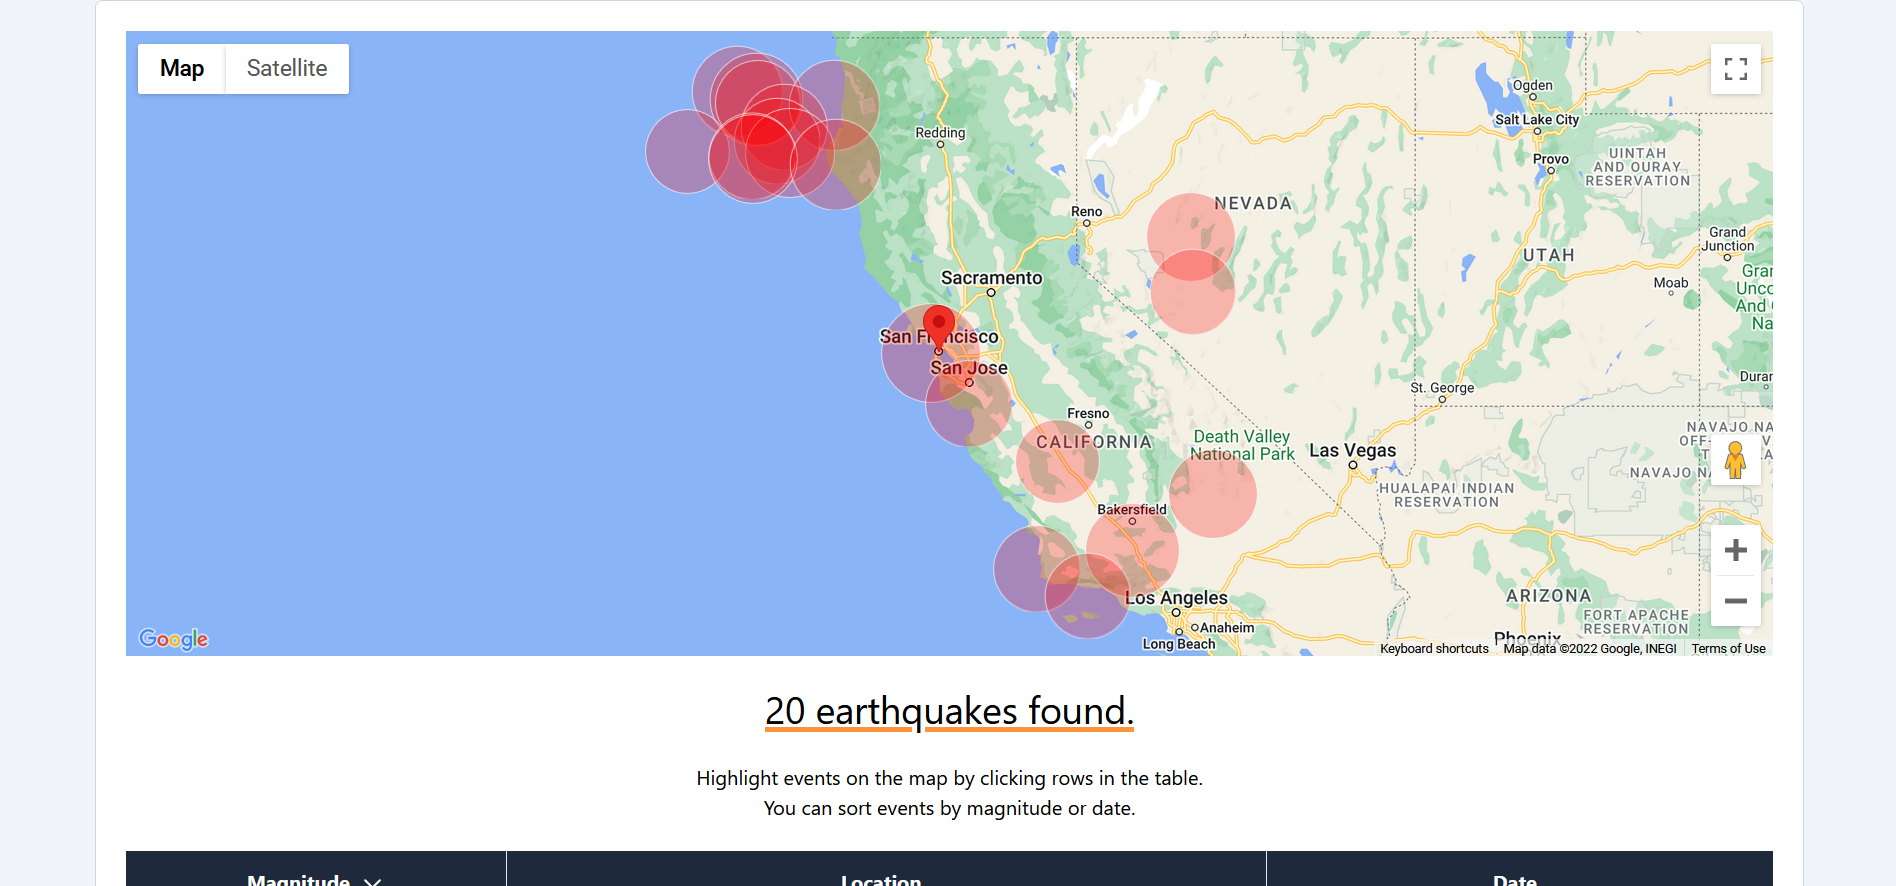 Map
Satellite
Ogden
Salt Lake City
Redding
Provo
UINTAH
AND OURAY
RESERVATION
Reno
NEVADA
Grand
Junction
UTAH
Sacramento
Moab
San Francisco
San Jose
Fresno
CALIFORNIA
St. George
Death Valley
National Park
Las Vegas
HUALAPAI INDIAN
RESERVATION
Bakersfield
Los Angeles
Anaheim
Long Beach
ARIZONA
FORT APACHE
RESERVATION
Phoenix
Google
Keyboard shortcuts
Map data ©2022 Google, INEGI
Terms of Use
20 earthquakes found.
Highlight events on the map by clicking rows in the table.
You can sort events by magnitude or date.
Magnitude
Location
Date